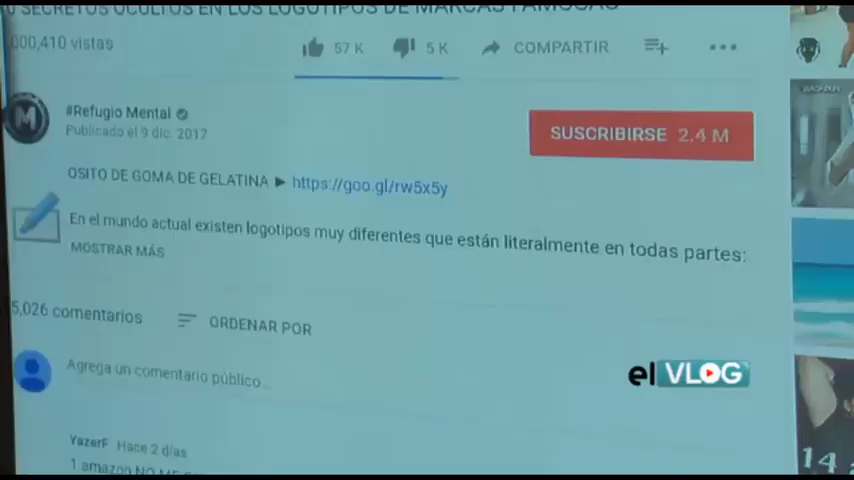 SECRETOS OCULTOS EN LOS LOGOTIPOS DE MARCAS FAMOSAS
000,410 vistas
57 K
5 K
COMPARTIR
#Refugio Mental
Publicado el 9 dic. 2017
SUSCRIBIRSE 2.4 M
OSITO DE GOMA DE GELATINA ► https://goo.gl/rw5x5y
En el mundo actual existen logotipos muy diferentes que están literalmente en todas partes:
MOSTRAR MÁS
5,026 comentarios
ORDENAR POR
Agrega un comentario público...
el VLOG
YazerF Hace 2 días
1 amazon NO ME
14